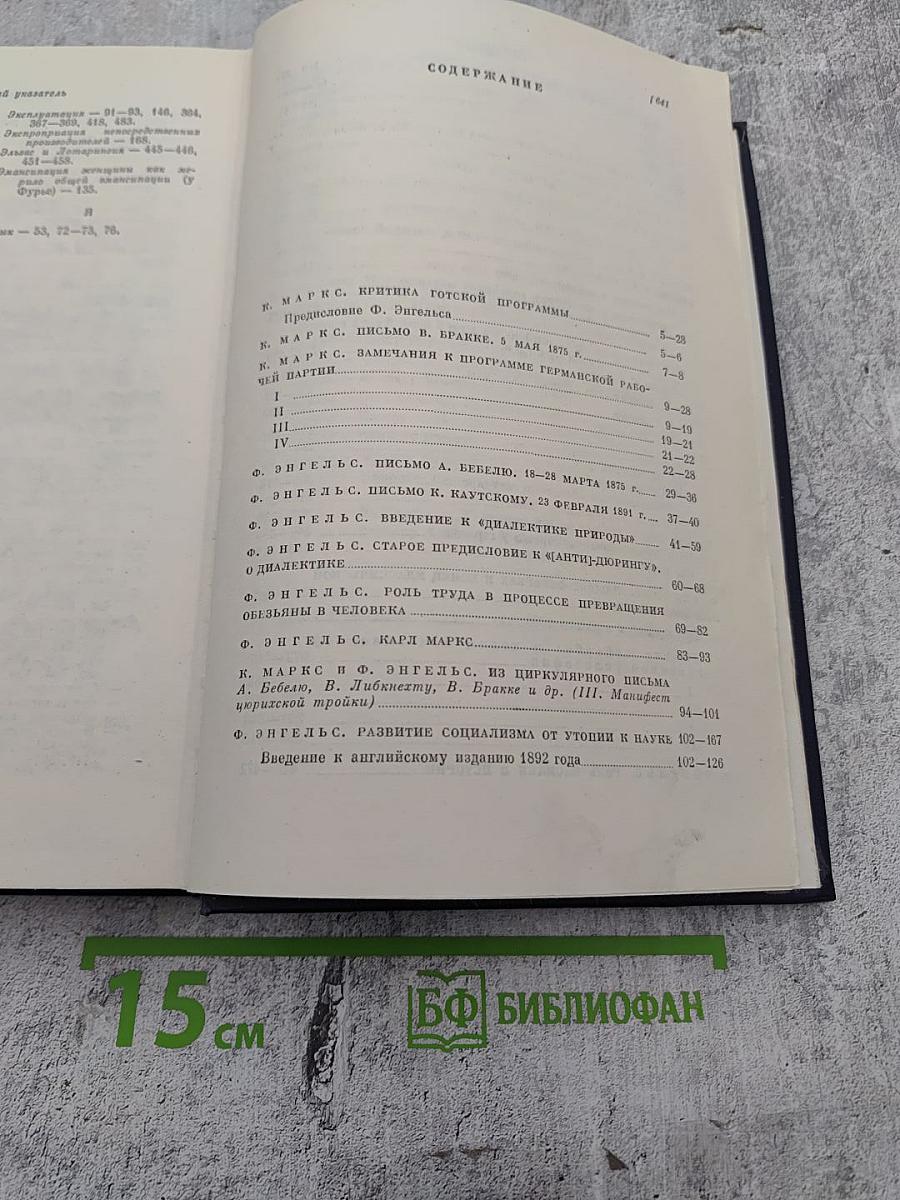 й указатель
Эксплуатация — 91—93, 146, 364,
367—369, 418, 483.
Экспроприация непосредственных
производителей — 168.
Эльзас и Лотарингия — 445—446,
451—458.
Эмансипация женщины как ме-
рило общей эмансипации (у
Фурье) — 135.
Я
ык — 53, 72—73, 76.
СОДЕРЖАНИЕ
[641
К. МАРКС. КРИТИКА ГОТСКОЙ ПРОГРАММЫ 5—28
Предисловие Ф. Энгельса 5—6
К. МАРКС. ПИСЬМО В. БРАККЕ. 5 МАЯ 1875 г. 7—8
К. МАРКС. ЗАМЕЧАНИЯ К ПРОГРАММЕ ГЕРМАНСКОЙ РАБО-
ЧЕЙ ПАРТИИ 9—28
I 9—19
II 19—21
III 21—22
IV 22—28
Ф. ЭНГЕЛЬС. ПИСЬМО А. БЕБЕЛЮ. 18—28 МАРТА 1875 г. 29—36
Ф. ЭНГЕЛЬС. ПИСЬМО К. КАУТСКОМУ. 23 ФЕВРАЛЯ 1891 г. 37—40
Ф. ЭНГЕЛЬС. ВВЕДЕНИЕ К «ДИАЛЕКТИКЕ ПРИРОДЫ» 41—59
Ф. ЭНГЕЛЬС. СТАРОЕ ПРЕДИСЛОВИЕ К «[АНТИ]-ДЮРИНГУ».
О ДИАЛЕКТИКЕ 60—68
Ф. ЭНГЕЛЬС. РОЛЬ ТРУДА В ПРОЦЕССЕ ПРЕВРАЩЕНИЯ
ОБЕЗЬЯНЫ В ЧЕЛОВЕКА 69—82
Ф. ЭНГЕЛЬС. КАРЛ МАРКС 83—93
К. МАРКС И Ф. ЭНГЕЛЬС. ИЗ ЦИРКУЛЯРНОГО ПИСЬМА
А. Бебелю, В. Либкнехту, В. Бракке и др. (III. Манифест
цюрихской тройки) 94—101
Ф. ЭНГЕЛЬС. РАЗВИТИЕ СОЦИАЛИЗМА ОТ УТОПИИ К НАУКЕ 102—167
Введение к английскому изданию 1892 года 102—126
15 см
БФ БИБЛИОФАН